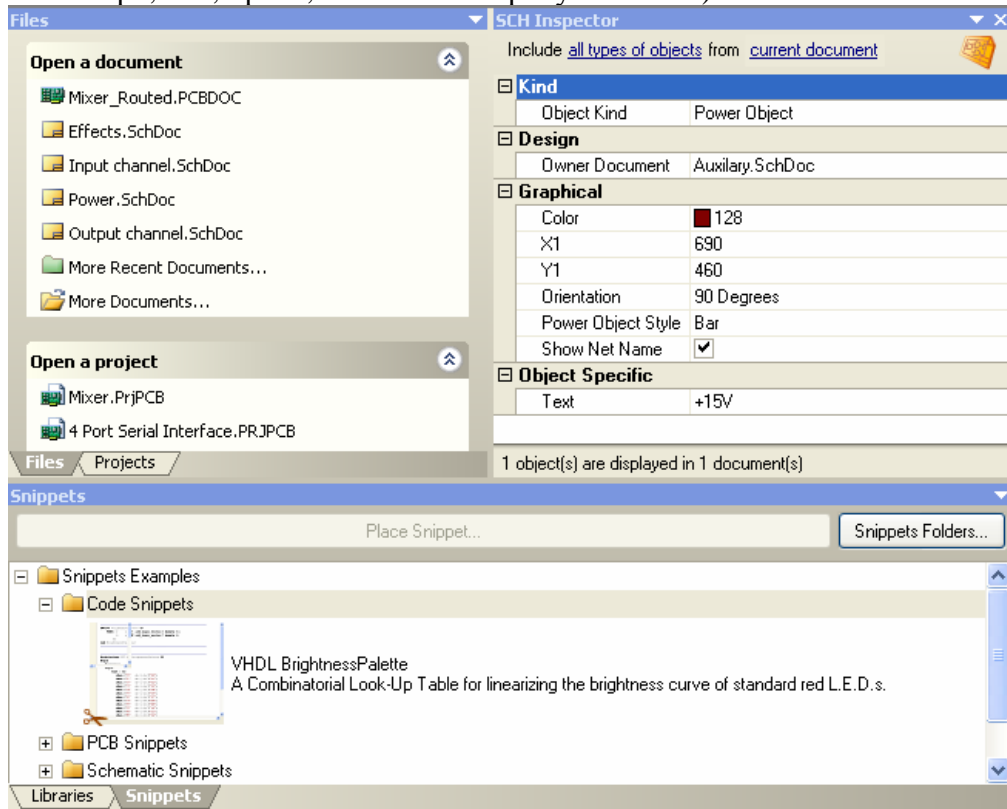 Files
Open a document
Mixer_Routed.PCBDOC
Effects.SchDoc
Input channel.SchDoc
Power.SchDoc
Output channel.SchDoc
More Recent Documents...
More Documents...
Open a project
Mixer.PrjPCB
4 Port Serial Interface.PRJPCB
Files Projects
SCH Inspector
Include all types of objects from current document
Kind
Object Kind Power Object
Design
Owner Document Auxilary.SchDoc
Graphical
Color 128
X1 690
Y1 460
Orientation 90 Degrees
Power Object Style Bar
Show Net Name
Object Specific
Text +15V
1 object(s) are displayed in 1 document(s)
Snippets
Place Snippet... Snippets Folders...
Snippets Examples
Code Snippets
VHDL BrightnessPalette
A Combinatorial Look-Up Table for linearizing the brightness curve of standard red L.E.D.s.
PCB Snippets
Schematic Snippets
Libraries Snippets